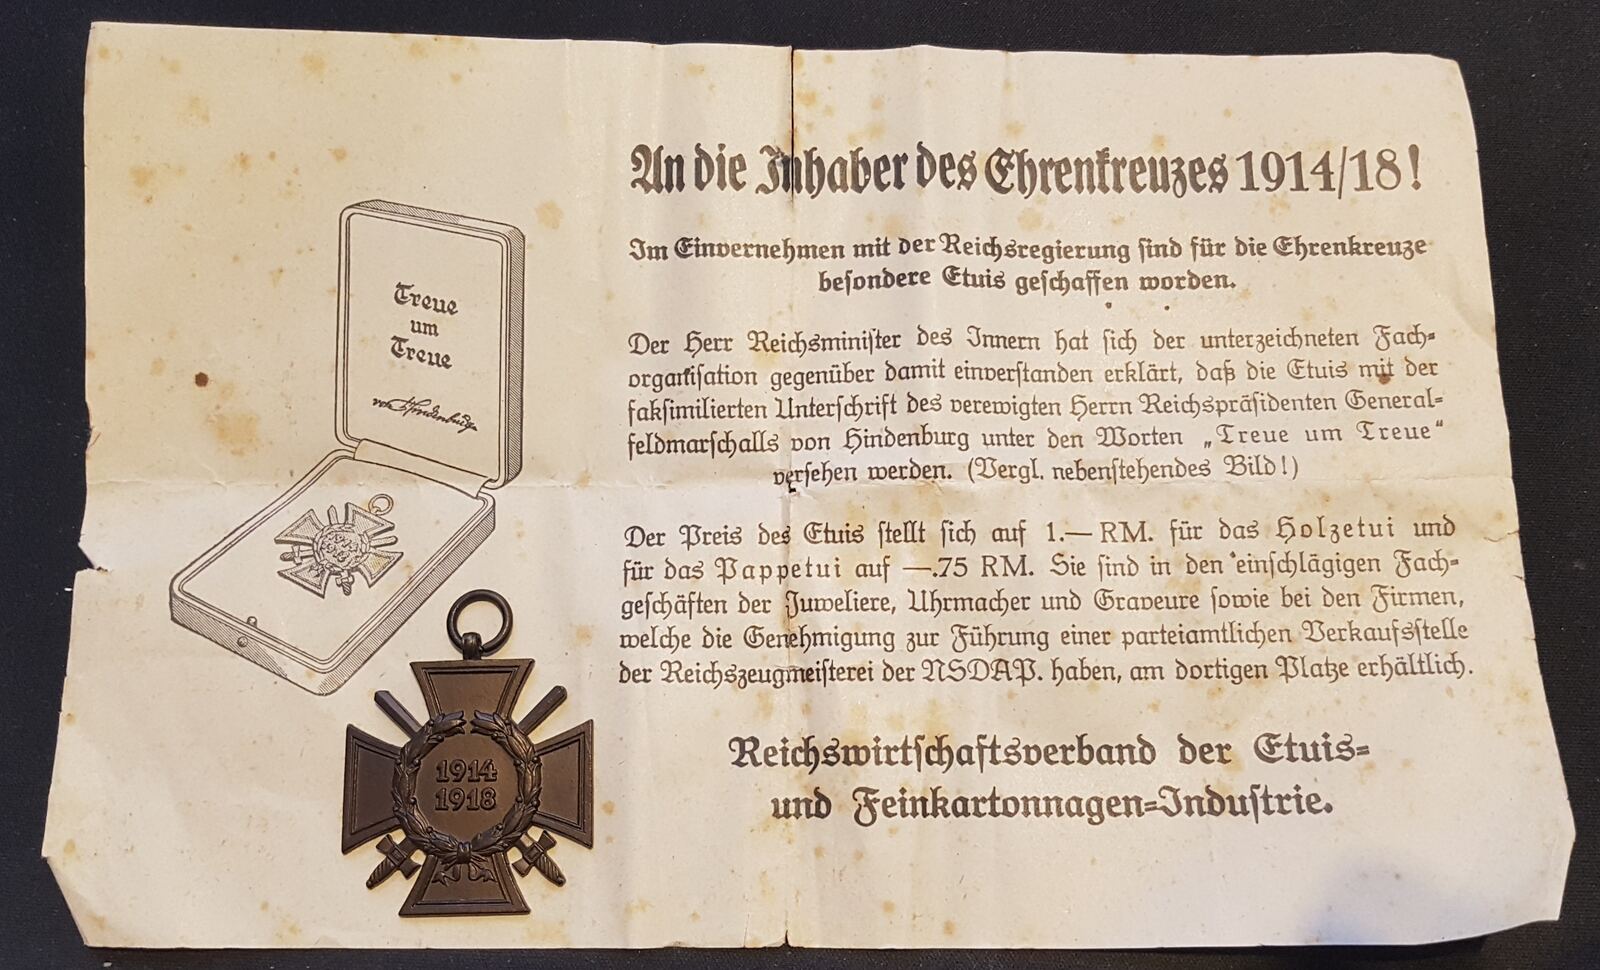 An die Inhaber des Ehrenkreuzes 1914/18!
Im Einvernehmen mit der Reichsregierung sind für die Ehrenkreuze
besondere Etuis geschaffen worden.
Der Herr Reichsminister des Innern hat sich der unterzeichneten Fach-
organisation gegenüber damit einverstanden erklärt, daß die Etuis mit der
faksimilierten Unterschrift des verewigten Herrn Reichspräsidenten General-
feldmarschalls von Hindenburg unter den Worten „Treue um Treue“
versehen werden. (Vergl. nebenstehendes Bild!)
Der Preis des Etuis stellt sich auf 1.— RM. für das Holzetui und
für das Pappetui auf —.75 RM. Sie sind in den einschlägigen Fach-
geschäften der Juweliere, Uhrmacher und Graveure sowie bei den Firmen,
welche die Genehmigung zur Führung einer parteiamtlichen Verkaufsstelle
der Reichszeugmeisterei der NSDAP. haben, am dortigen Platze erhältlich.
Reichswirtschaftsverband der Etuis-
und Feinkartonnagen-Industrie.
Treue
um
Treue
von Hindenburg
1914
1918
1914
1918